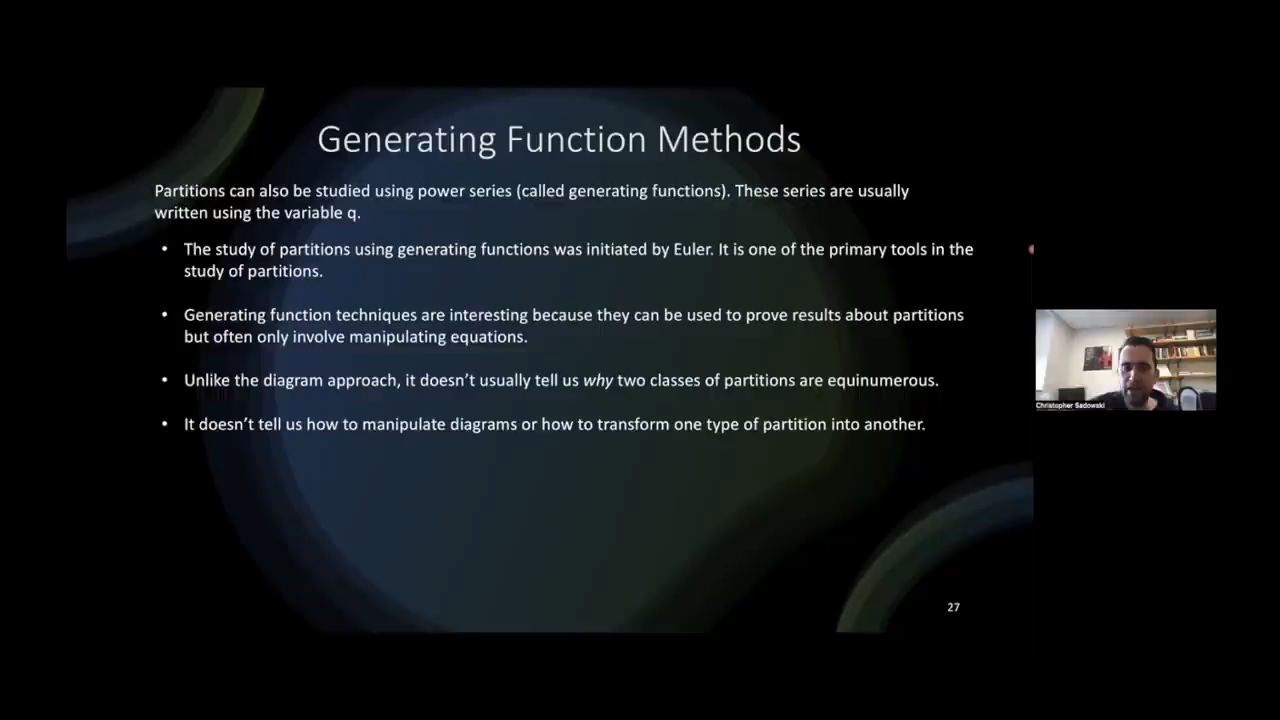 Generating Function Methods
Partitions can also be studied using power series (called generating functions). These series are usually
written using the variable q.
• The study of partitions using generating functions was initiated by Euler. It is one of the primary tools in the
study of partitions.
• Generating function techniques are interesting because they can be used to prove results about partitions
but often only involve manipulating equations.
• Unlike the diagram approach, it doesn't usually tell us why two classes of partitions are equinumerous.
• It doesn't tell us how to manipulate diagrams or how to transform one type of partition into another.
Christopher Sadowski
27